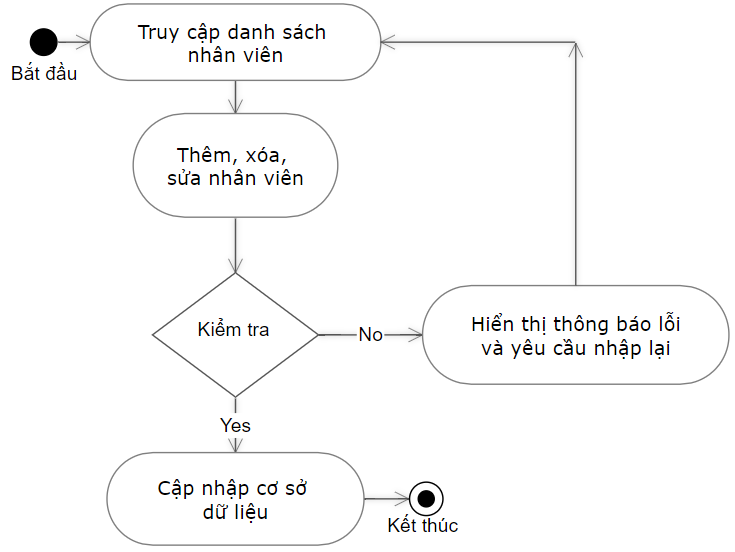 Truy cập danh sách
nhân viên
Bắt đầu
Thêm, xóa,
sửa nhân viên
Kiểm tra
No
Hiển thị thông báo lỗi
và yêu cầu nhập lại
Yes
Cập nhập cơ sở
dữ liệu
Kết thúc